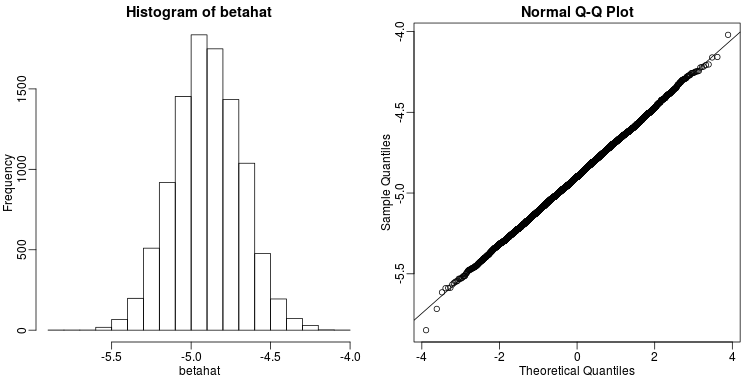 Histogram of betahat
Frequency
1500
1000
500
0
-5.5 -5.0 -4.5 -4.0
betahat
Normal Q-Q Plot
Sample Quantiles
-4.0
-4.5
-5.0
-5.5
-4 -2 0 2 4
Theoretical Quantiles